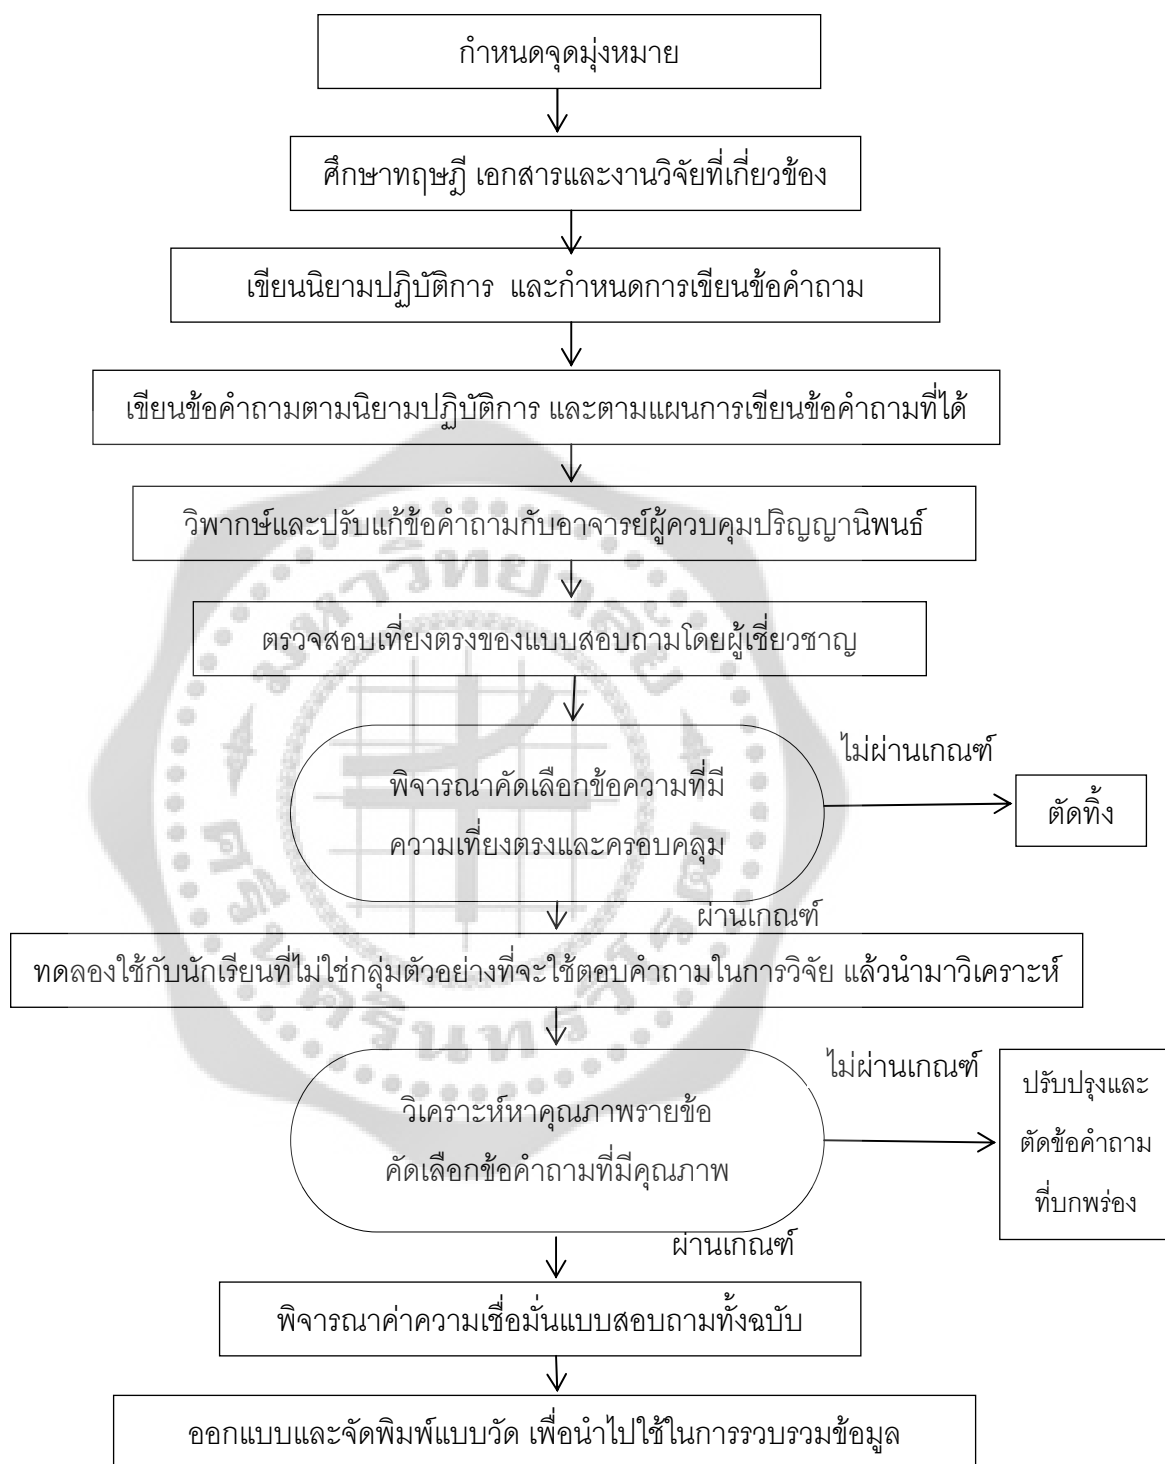 กำหนดจุดมุ่งหมาย
ศึกษาทฤษฎี เอกสารและงานวิจัยที่เกี่ยวข้อง
เขียนนิยามปฏิบัติการ และกำหนดการเขียนข้อคำถาม
เขียนข้อคำถามตามนิยามปฏิบัติการ และตามแผนการเขียนข้อคำถามที่ได้
วิพากษ์และปรับแก้ข้อคำถามกับอาจารย์ผู้ควบคุมปริญญานิพนธ์
มหาวิทยาลัย
ตรวจสอบเที่ยงตรงของแบบสอบถามโดยผู้เชี่ยวชาญ
ไม่ผ่านเกณฑ์
พิจารณาคัดเลือกข้อความที่มี
ความเที่ยงตรงและครอบคลุม
ตัดทิ้ง
ผ่านเกณฑ์
ทดลองใช้กับนักเรียนที่ไม่ใช่กลุ่มตัวอย่างที่จะใช้ตอบคำถามในการวิจัย แล้วนำมาวิเคราะห์
ศรีนครินทรวิโรฒ
ไม่ผ่านเกณฑ์
วิเคราะห์หาคุณภาพรายข้อ
คัดเลือกข้อคำถามที่มีคุณภาพ
ปรับปรุงและ
ตัดข้อคำถาม
ที่บกพร่อง
ผ่านเกณฑ์
พิจารณาค่าความเชื่อมั่นแบบสอบถามทั้งฉบับ
ออกแบบและจัดพิมพ์แบบวัด เพื่อนำไปใช้ในการรวบรวมข้อมูล